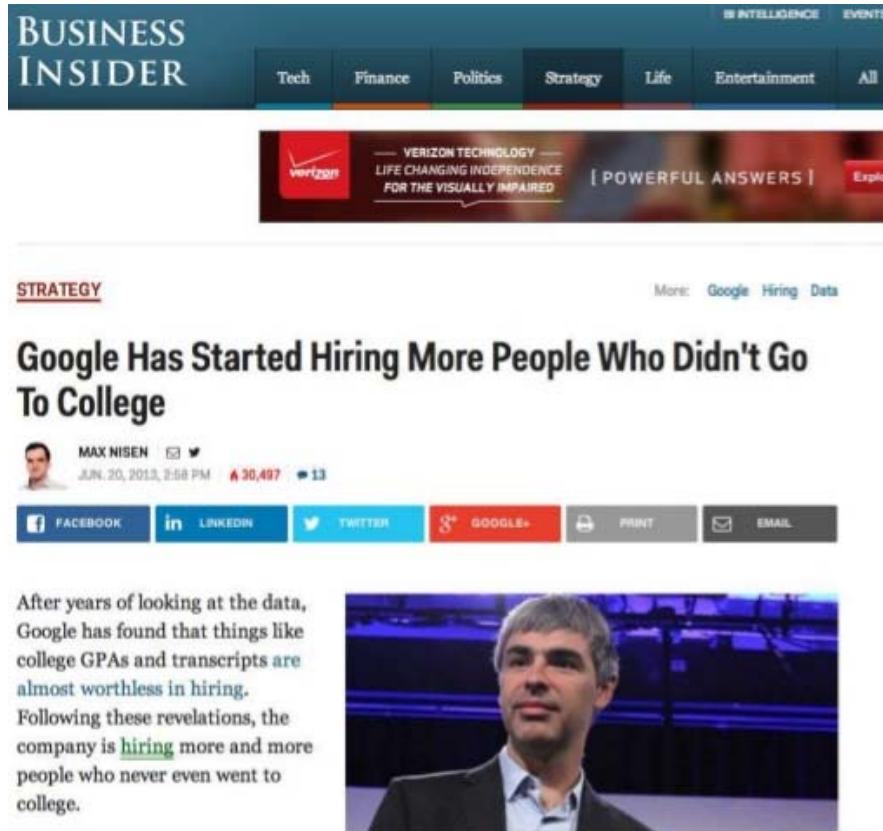 BUSINESS
INSIDER
BI INTELLIGENCE EVENTS
Tech Finance Politics Strategy Life Entertainment All
verizon
VERIZON TECHNOLOGY
LIFE CHANGING INDEPENDENCE
FOR THE VISUALLY IMPAIRED
[ POWERFUL ANSWERS ]
Explo
STRATEGY
More: Google Hiring Data
Google Has Started Hiring More People Who Didn't Go
To College
MAX NISEN
JUN. 20, 2013, 2:58 PM 30,497 13
FACEBOOK LINKEDIN TWITTER GOOGLE+ PRINT EMAIL
After years of looking at the data,
Google has found that things like
college GPAs and transcripts are
almost worthless in hiring.
Following these revelations, the
company is hiring more and more
people who never even went to
college.